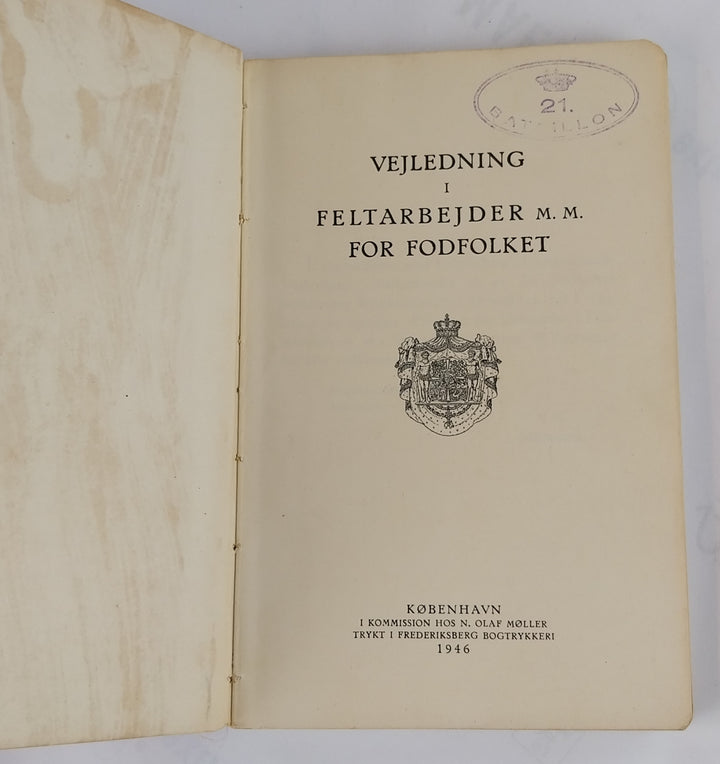 21.
BATAILLON
VEJLEDNING
I
FELTARBEJDER M. M.
FOR FODFOLKET
KØBENHAVN
I KOMMISSION HOS N. OLAF MØLLER
TRYKT I FREDERIKSBERG BOGTRYKKERI
1946